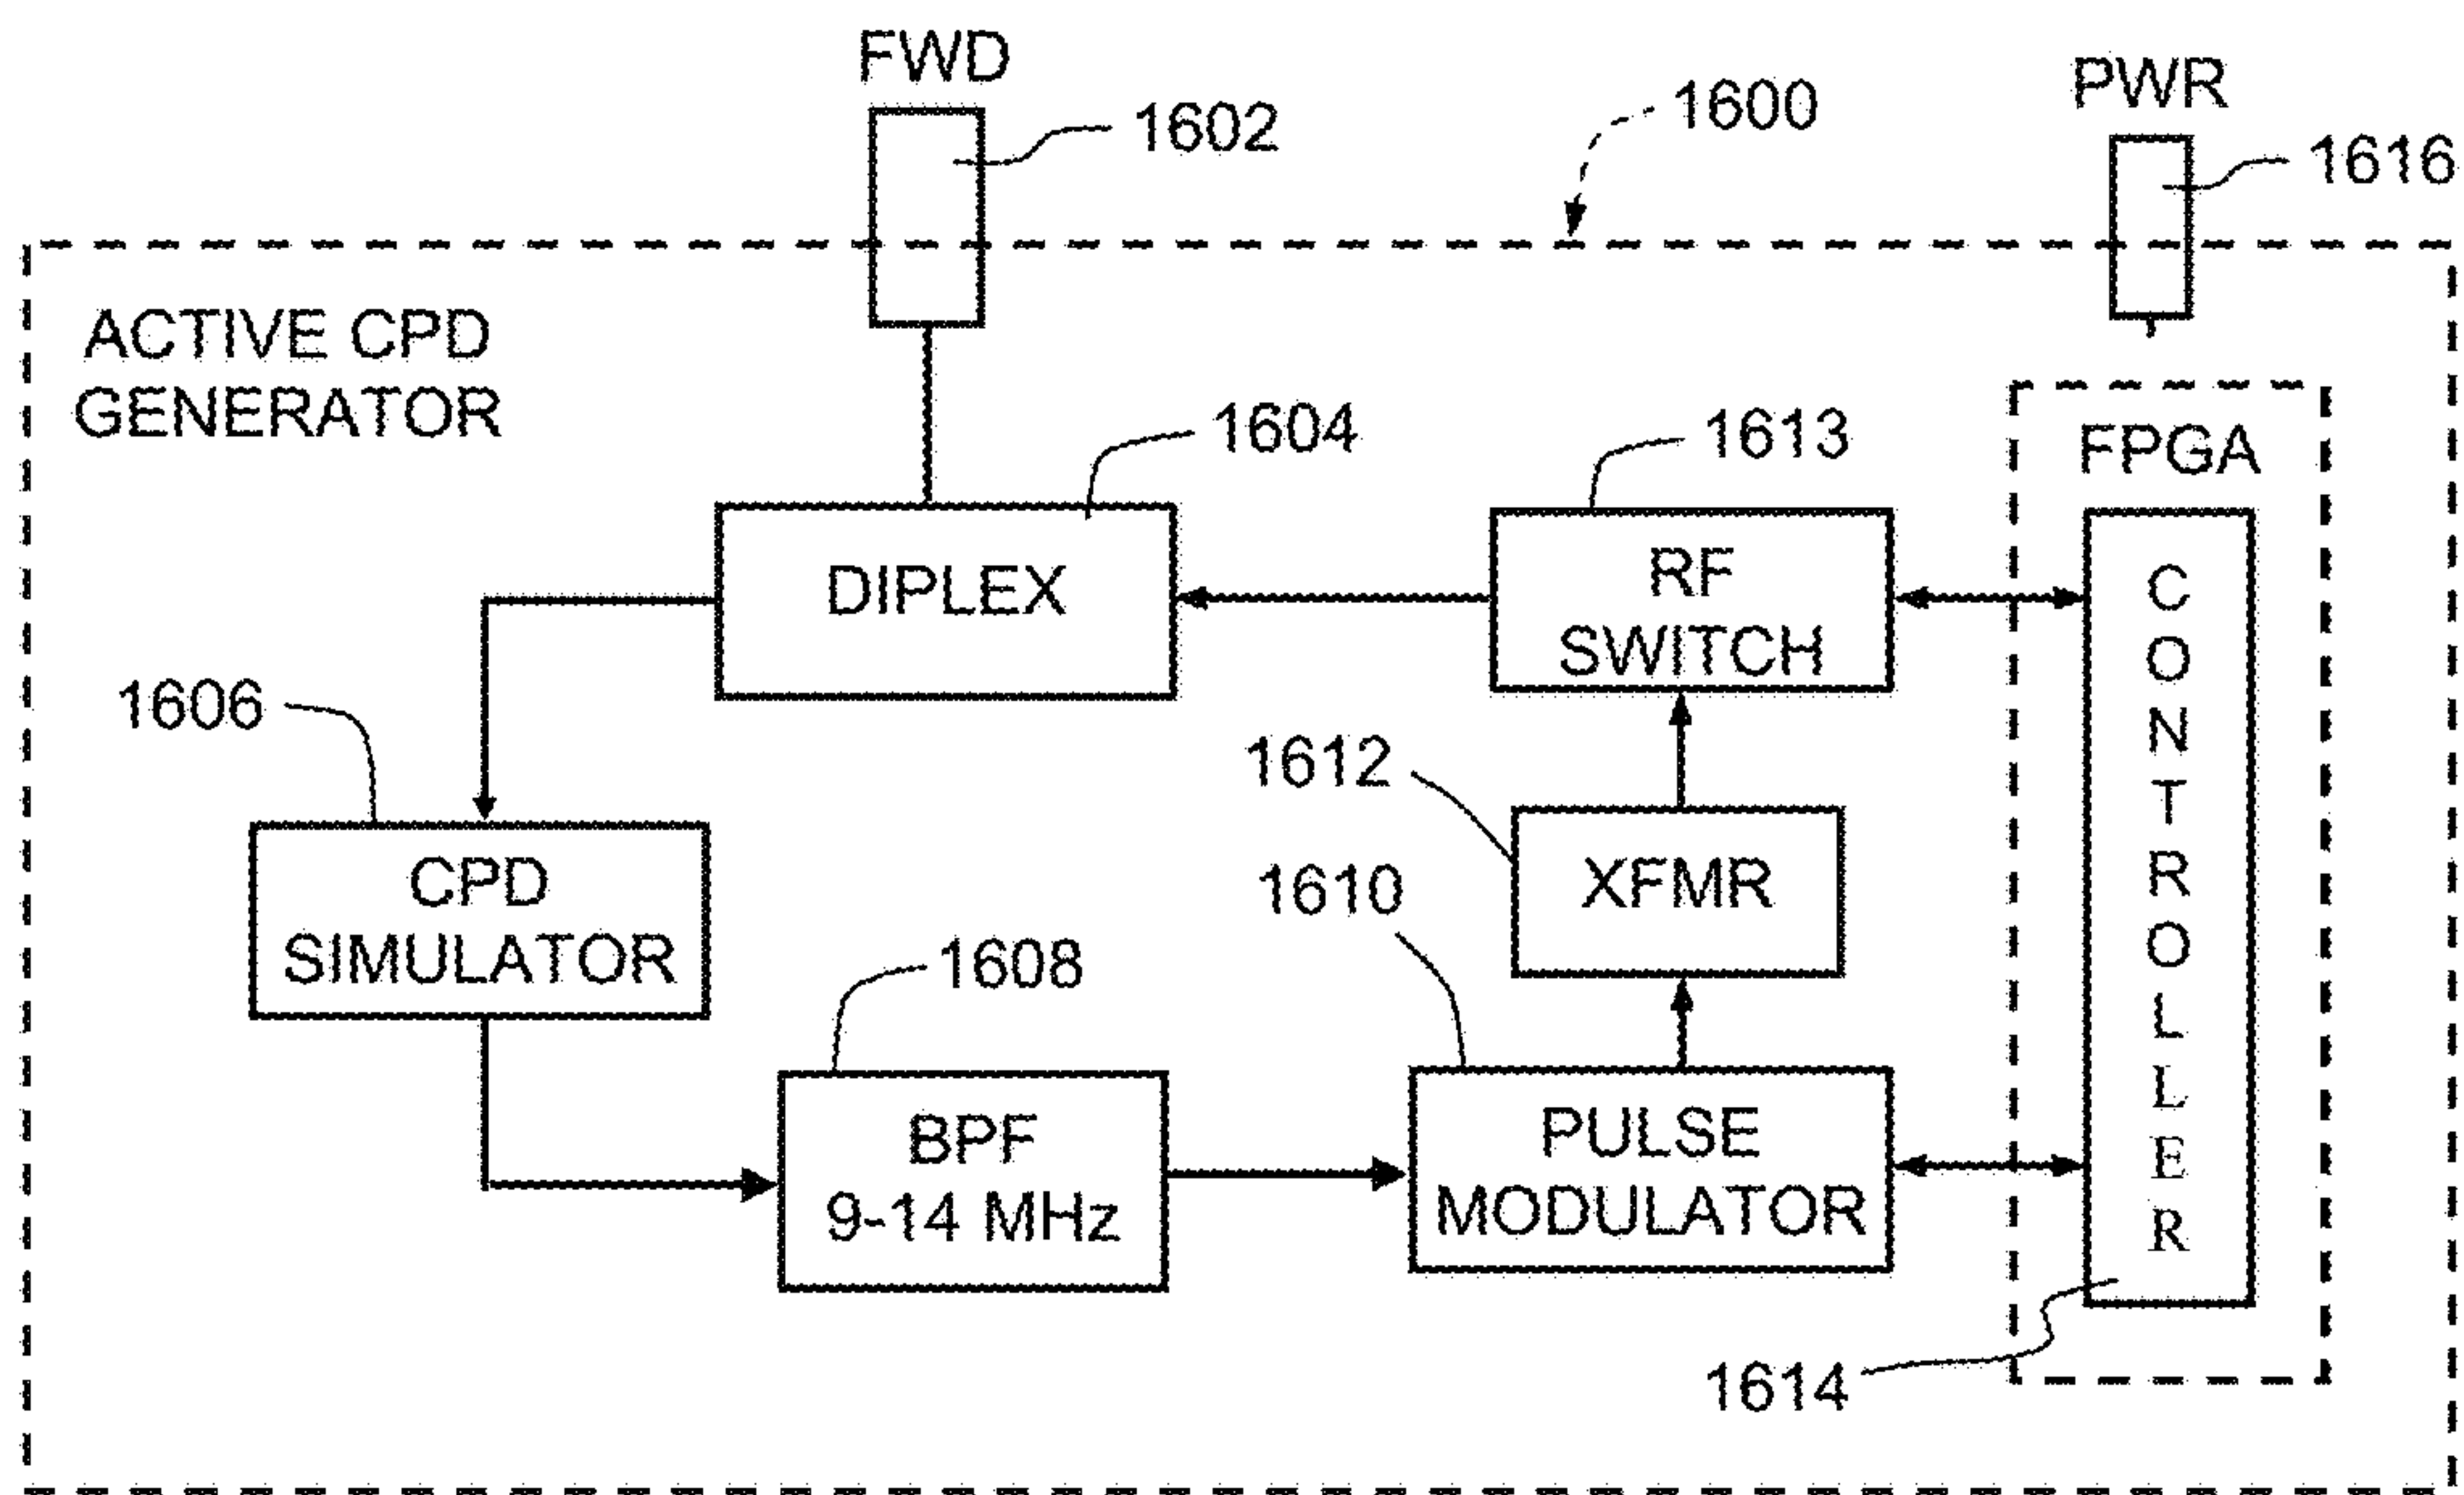 FWD
PWR
1602
1600
1616
ACTIVE CPD
GENERATOR
1604
1613
FPGA
DIPLEX
RF
SWITCH
CONTROLLER
1606
1612
CPD
SIMULATOR
XFMR
1610
1608
BPF
9-14 MHz
PULSE
MODULATOR
1614